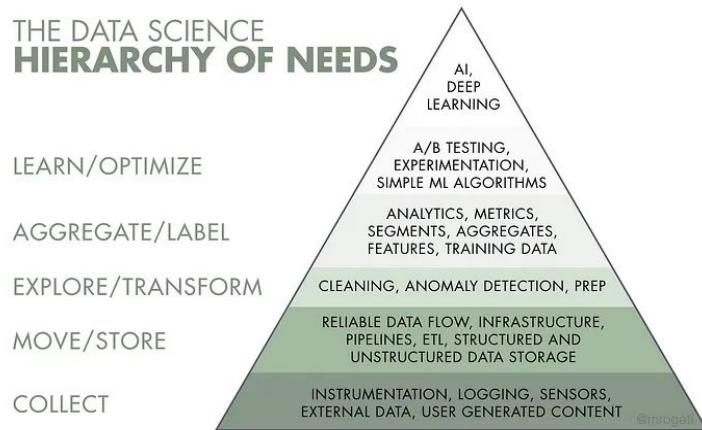 THE DATA SCIENCE
HIERARCHY OF NEEDS
AI,
DEEP
LEARNING
LEARN/OPTIMIZE
A/B TESTING,
EXPERIMENTATION,
SIMPLE ML ALGORITHMS
AGGREGATE/LABEL
ANALYTICS, METRICS,
SEGMENTS, AGGREGATES,
FEATURES, TRAINING DATA
EXPLORE/TRANSFORM
CLEANING, ANOMALY DETECTION, PREP
MOVE/STORE
RELIABLE DATA FLOW, INFRASTRUCTURE,
PIPELINES, ETL, STRUCTURED AND
UNSTRUCTURED DATA STORAGE
COLLECT
INSTRUMENTATION, LOGGING, SENSORS,
EXTERNAL DATA, USER GENERATED CONTENT
@mrogati